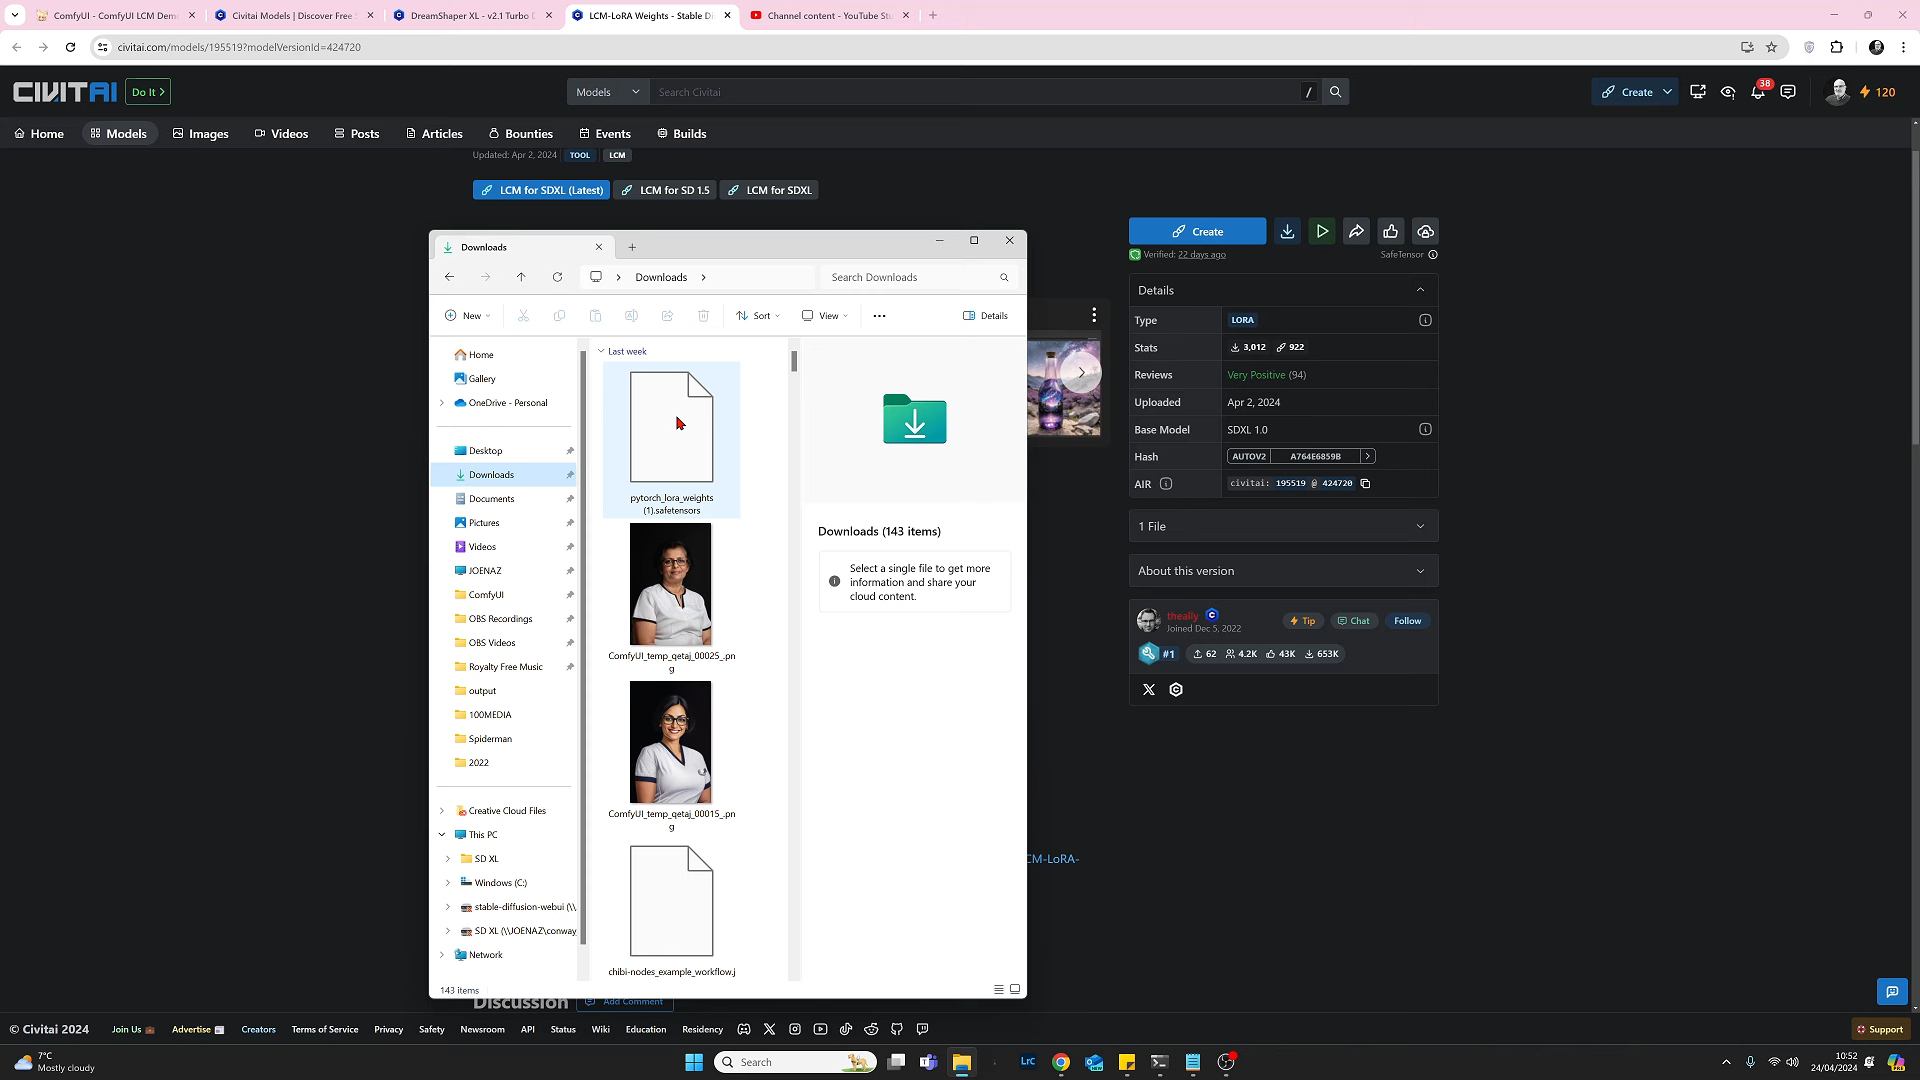 ComfyUI - ComfyUI LCM Dem
Civitai Models | Discover Free S
DreamShaper XL - v2.1 Turbo D
LCM-LoRA Weights - Stable Di
Channel content - YouTube Stu
civitai.com/models/195519?modelVersionId=424720
CIVITAI
Do It >
Models
Search Civitai
/
Create
38
120
Home
Models
Images
Videos
Posts
Articles
Bounties
Events
Builds
Updated: Apr 2, 2024
TOOL
LCM
LCM for SDXL (Latest)
LCM for SD 1.5
LCM for SDXL
Create
Verified: 22 days ago
SafeTensor
Details
Type
LORA
Stats
3,012
922
Reviews
Very Positive (94)
Uploaded
Apr 2, 2024
Base Model
SDXL 1.0
Hash
AUTOV2
A764E6859B
AIR
civitai: 195519 @ 424720
1 File
About this version
theally
Joined Dec 5, 2022
Tip
Chat
Follow
#1
62
4.2K
43K
653K
CM-LoRA-
Discussion
Add Comment
Downloads
Downloads
Search Downloads
New
Sort
View
Details
Home
Gallery
OneDrive - Personal
Desktop
Downloads
Documents
Pictures
Videos
JOENAZ
ComfyUI
OBS Recordings
OBS Videos
Royalty Free Music
output
100MEDIA
Spiderman
2022
Creative Cloud Files
This PC
SD XL
Windows (C:)
stable-diffusion-webui (\\
SD XL (\\JOENAZ\conway
Network
Last week
pytorch_lora_weights
(1).safetensors
ComfyUI_temp_qetaj_00025_.pn
g
ComfyUI_temp_qetaj_00015_.pn
g
chibi-nodes_example_workflow.j
Downloads (143 items)
Select a single file to get more
information and share your
cloud content.
143 items
© Civitai 2024
Join Us
Advertise
Creators
Terms of Service
Privacy
Safety
Newsroom
API
Status
Wiki
Education
Residency
Support
7°C
Mostly cloudy
Search
LrC
10:52
24/04/2024